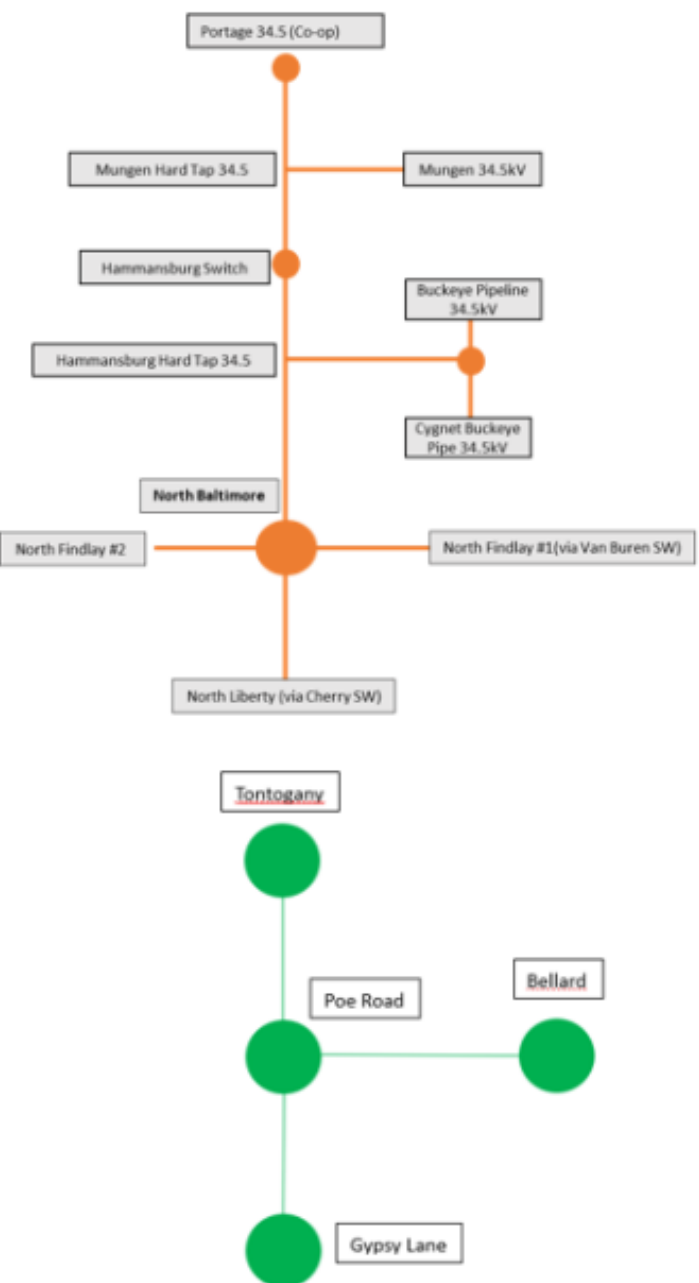 Portage 34.5 (Co-op)
Mungen Hard Tap 34.5
Mungen 34.5kV
Hammansburg Switch
Buckeye Pipeline
34.5kV
Hammansburg Hard Tap 34.5
Cygnet Buckeye
Pipe 34.5kV
North Baltimore
North Findlay #2
North Findlay #1(via Van Buren SW)
North Liberty (via Cherry SW)
Tontogany
Bellard
Poe Road
Gypsy Lane